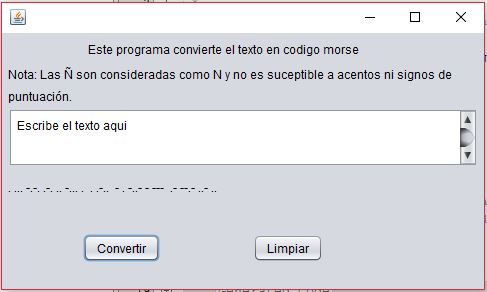 Este programa convierte el texto en codigo morse
Nota: Las Ñ son consideradas como N y no es suceptible a acentos ni signos de
puntuación.
Escribe el texto aqui
. ... -.-. .-. .. -... . . .-.. - . -..- - --- .- --.- ..- ..
Convertir Limpiar